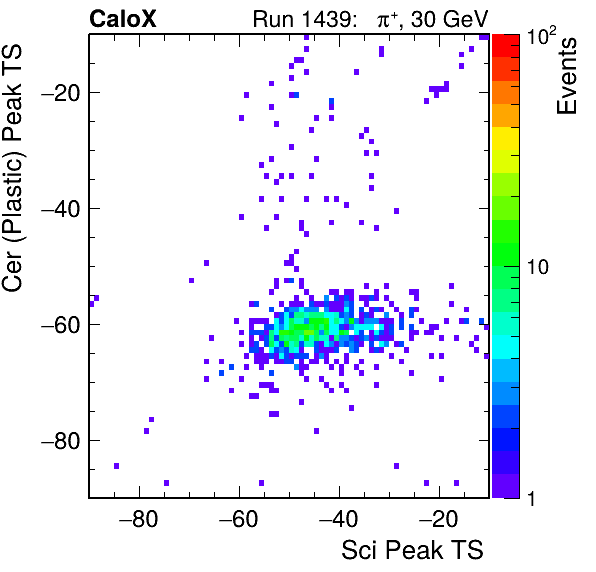 CaloX Run 1439: π⁺, 30 GeV
Cer (Plastic) Peak TS
−20
−40
−60
−80
−80 −60 −40 −20
Sci Peak TS
10²
10
1
Events